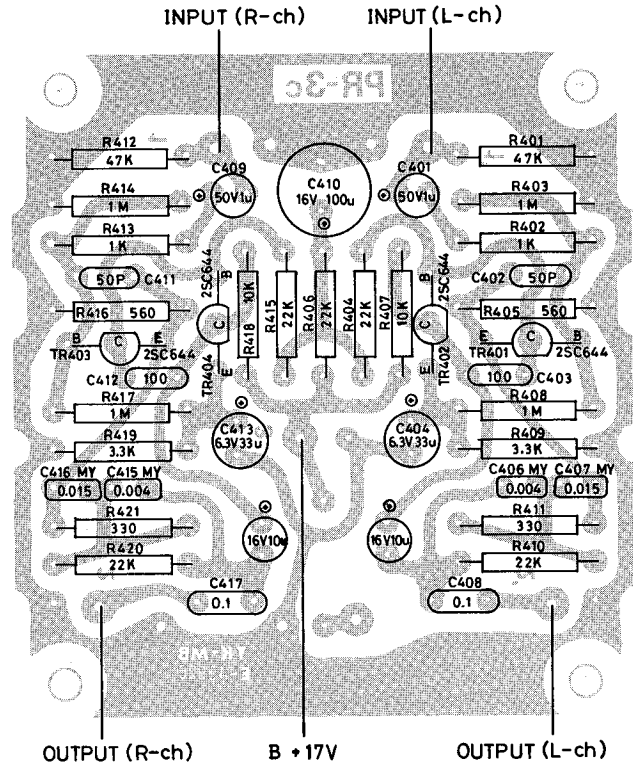 INPUT (R-ch) INPUT (L-ch)
PR-3c
R412
47K
C409
50V1u
R414
1M
R413
1K
50P C411
R416 560
B C E
TR403 2SC644
C412 100
R417
1M
R419
3.3K
C416 MY C415 MY
0.015 0.004
R421
330
R420
22K
C417
0.1
C410
16V 100u
2SC644
B
C
E
TR404
R418 10K
R415 22K
R406 22K
R404 22K
R407 10K
2SC644
B
C
E
TR402
C413
6.3V33u
C404
6.3V33u
16V10u
16V10u
C401
50V1u
R401
47K
R403
1M
R402
1K
C402 50P
R405 560
E C B
TR401 2SC644
100 C403
R408
1M
R409
3.3K
C406 MY C407 MY
0.004 0.015
R411
330
R410
22K
C408
0.1
OUTPUT (R-ch) B +17V OUTPUT (L-ch)